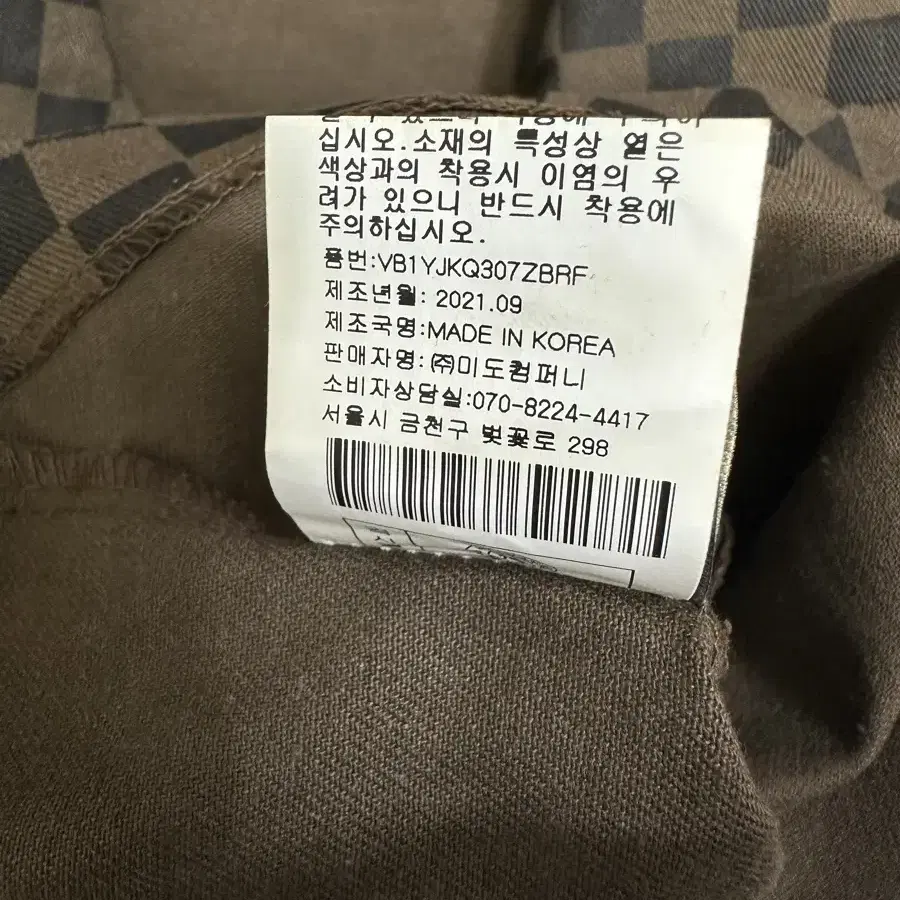 십시오.소재의 특성상 옅은
색상과의 착용시 이염의 우
려가 있으니 반드시 착용에
주의하십시오.
품번:VB1YJKQ307ZBRF
제조년월: 2021.09
제조국명:MADE IN KOREA
판매자명: ㈜미도컴퍼니
소비자상담실:070-8224-4417
서울시 금천구 벚꽃로 298